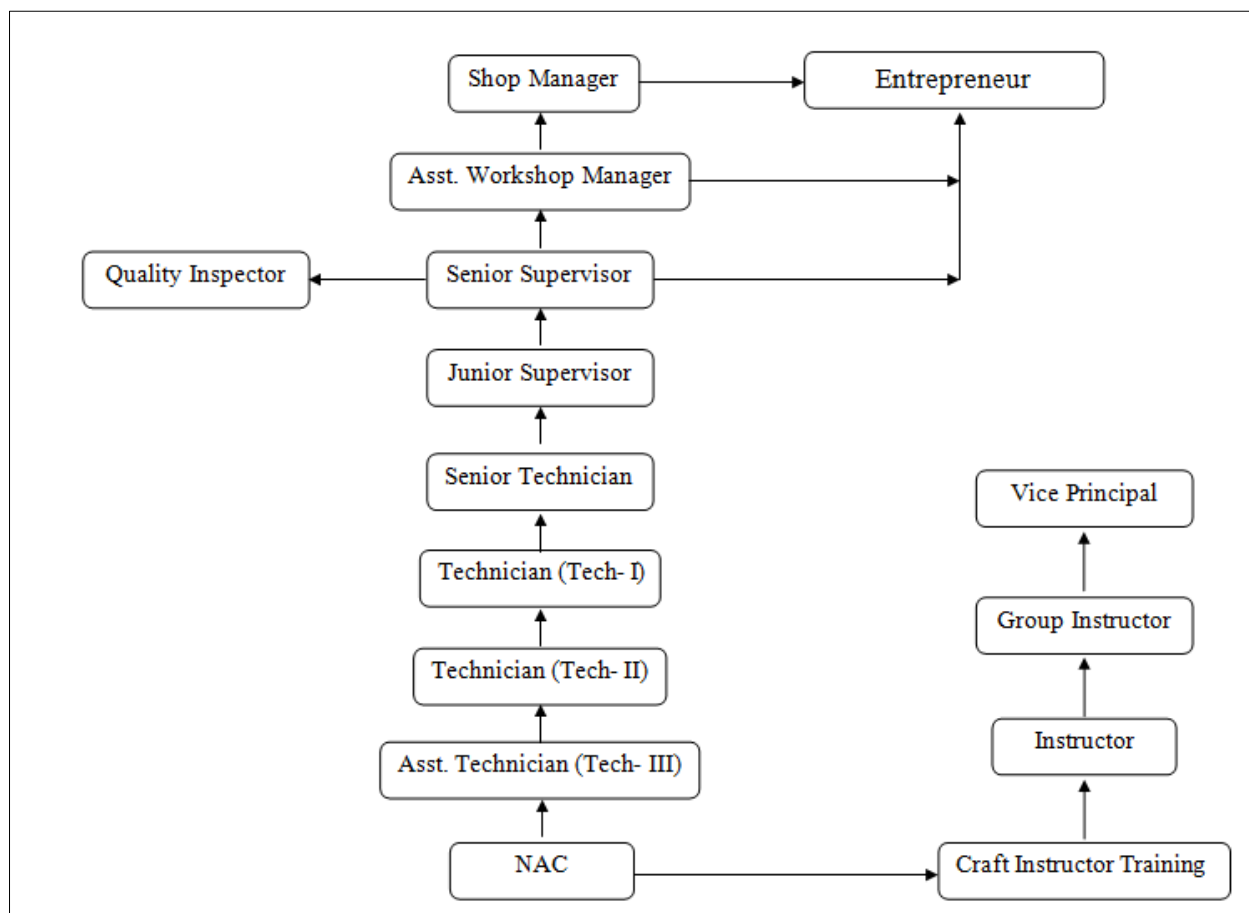 Shop Manager
Entrepreneur
Asst. Workshop Manager
Quality Inspector
Senior Supervisor
Junior Supervisor
Senior Technician
Vice Principal
Technician (Tech- I)
Group Instructor
Technician (Tech- II)
Instructor
Asst. Technician (Tech- III)
NAC
Craft Instructor Training